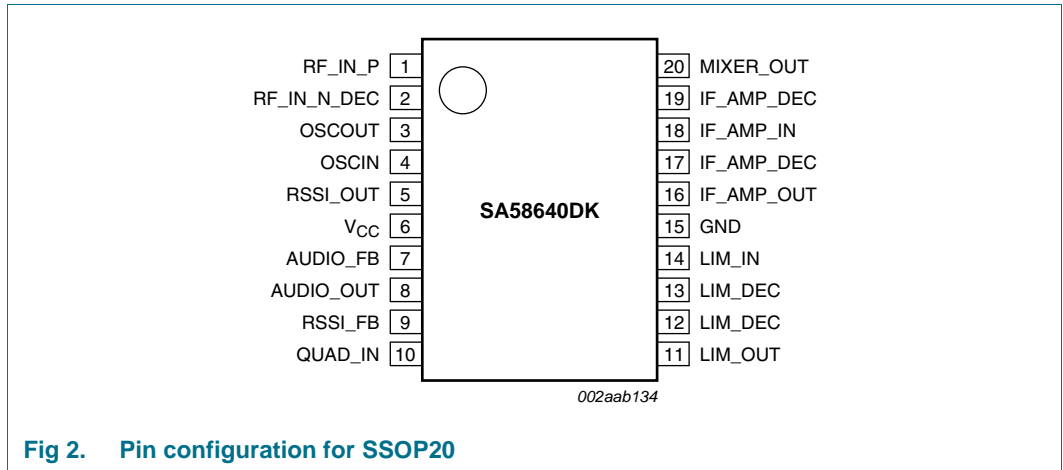 RF_IN_P 1
RF_IN_N_DEC 2
OSCOUT 3
OSCIN 4
RSSI_OUT 5
VCC 6
AUDIO_FB 7
AUDIO_OUT 8
RSSI_FB 9
QUAD_IN 10
SA58640DK
20 MIXER_OUT
19 IF_AMP_DEC
18 IF_AMP_IN
17 IF_AMP_DEC
16 IF_AMP_OUT
15 GND
14 LIM_IN
13 LIM_DEC
12 LIM_DEC
11 LIM_OUT
002aab134
Fig 2. Pin configuration for SSOP20